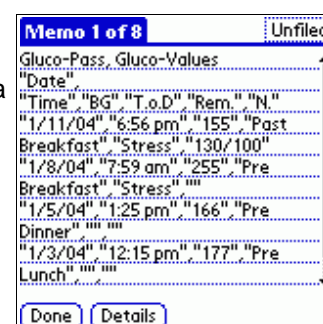 Memo 1 of 8 Unfiled
Gluco-Pass, Gluco-Values
"Date",
"Time","BG","T.o.D","Rem.","N."
"1/11/04","6:56 pm","155","Past
Breakfast","Stress","130/100"
"1/8/04","7:59 am","255","Pre
Breakfast","Stress",""
"1/5/04","1:25 pm","166","Pre
Dinner","",""
"1/3/04","12:15 pm","177","Pre
Lunch","",""
Done Details
a